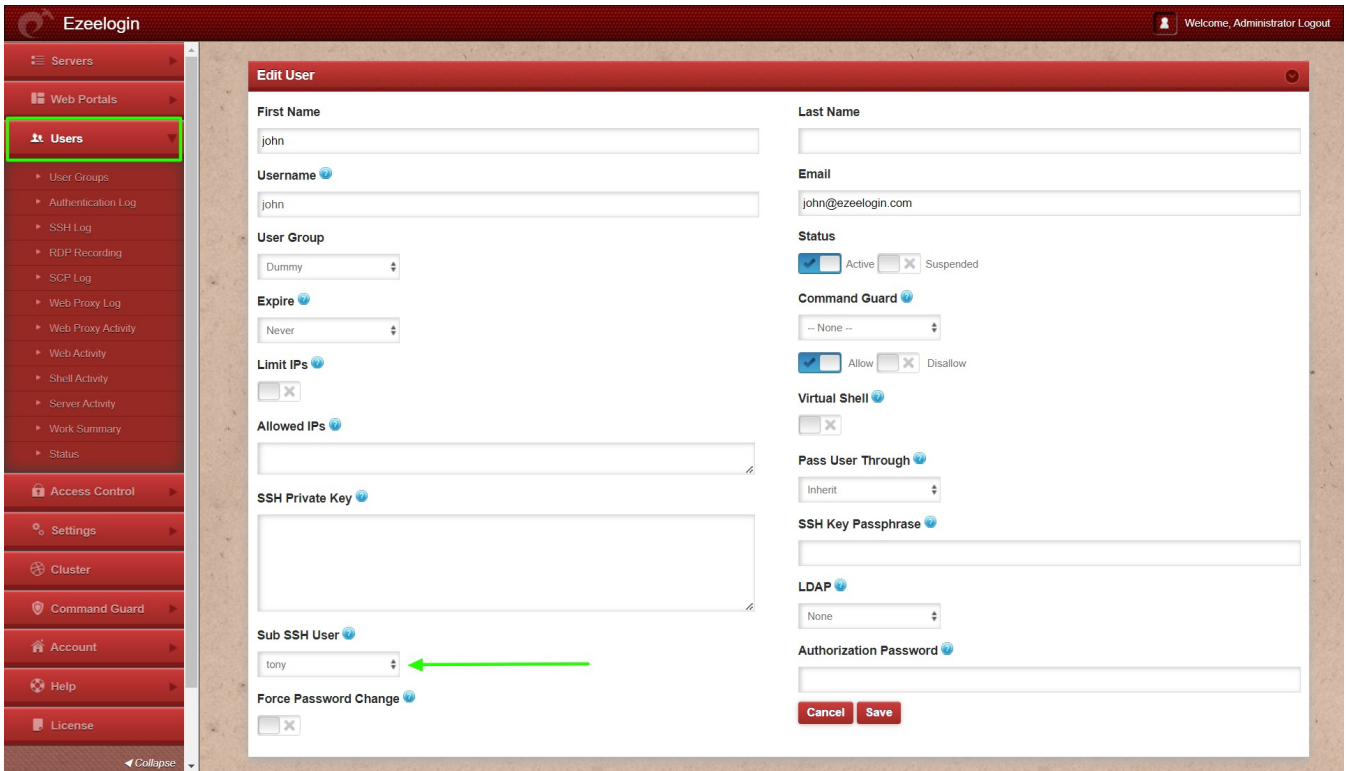 Ezeelogin
Welcome, Administrator Logout
Servers
Web Portals
Users
User Groups
Authentication Log
SSH Log
RDP Recording
SCP Log
Web Proxy Log
Web Proxy Activity
Web Activity
Shell Activity
Server Activity
Work Summary
Status
Access Control
Settings
Cluster
Command Guard
Account
Help
License
Collapse
Edit User
First Name
john
Username
john
User Group
Dummy
Expire
Never
Limit IPs
Allowed IPs
SSH Private Key
Sub SSH User
tony
Force Password Change
Last Name
Email
john@ezeelogin.com
Status
Active Suspended
Command Guard
-- None --
Allow Disallow
Virtual Shell
Pass User Through
Inherit
SSH Key Passphrase
LDAP
None
Authorization Password
Cancel Save